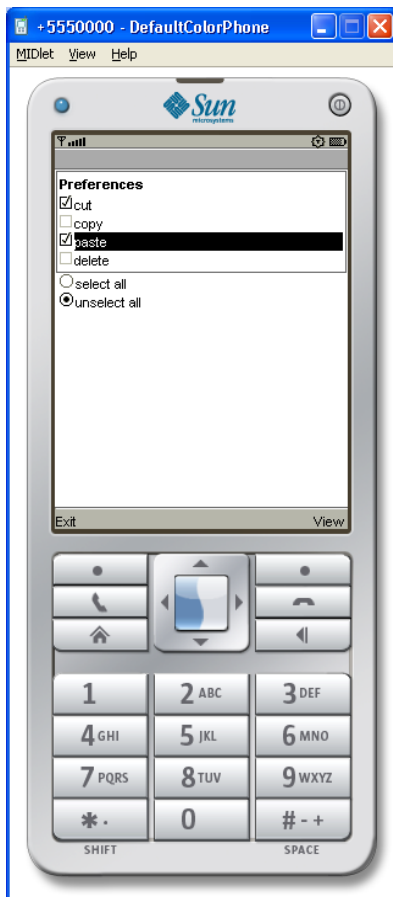 +5550000 - DefaultColorPhone
MIDlet View Help
Sun
microsystems
Preferences
cut
copy
paste
delete
select all
unselect all
Exit View
1 2 ABC 3 DEF
4 GHI 5 JKL 6 MNO
7 PQRS 8 TUV 9 WXYZ
* . 0 # - +
SHIFT SPACE